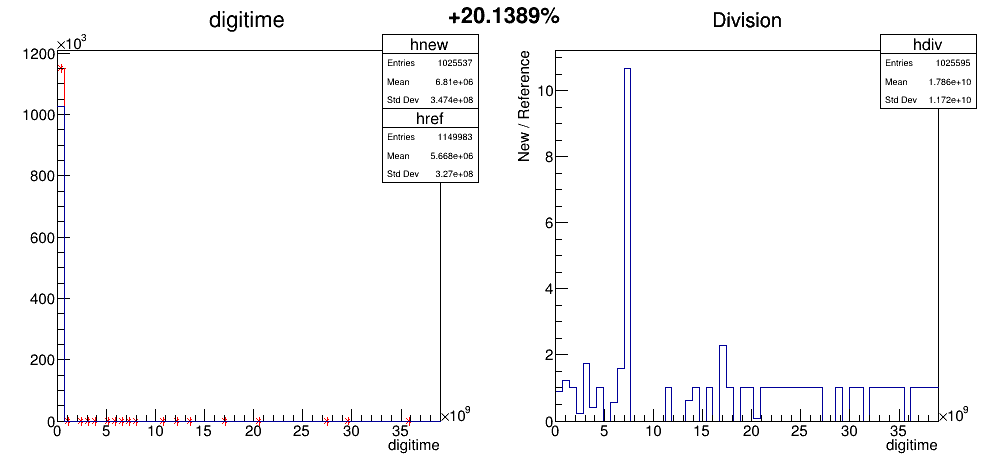 +20.1389%
digitime
×10³
1200
1000
800
600
400
200
0
0 5 10 15 20 25 30 35
×10⁹
digitime
hnew
Entries 1025537
Mean 6.81e+06
Std Dev 3.474e+08
href
Entries 1149983
Mean 5.668e+06
Std Dev 3.27e+08
Division
New / Reference
10
8
6
4
2
0
0 5 10 15 20 25 30 35
×10⁹
digitime
hdiv
Entries 1025595
Mean 1.786e+10
Std Dev 1.172e+10